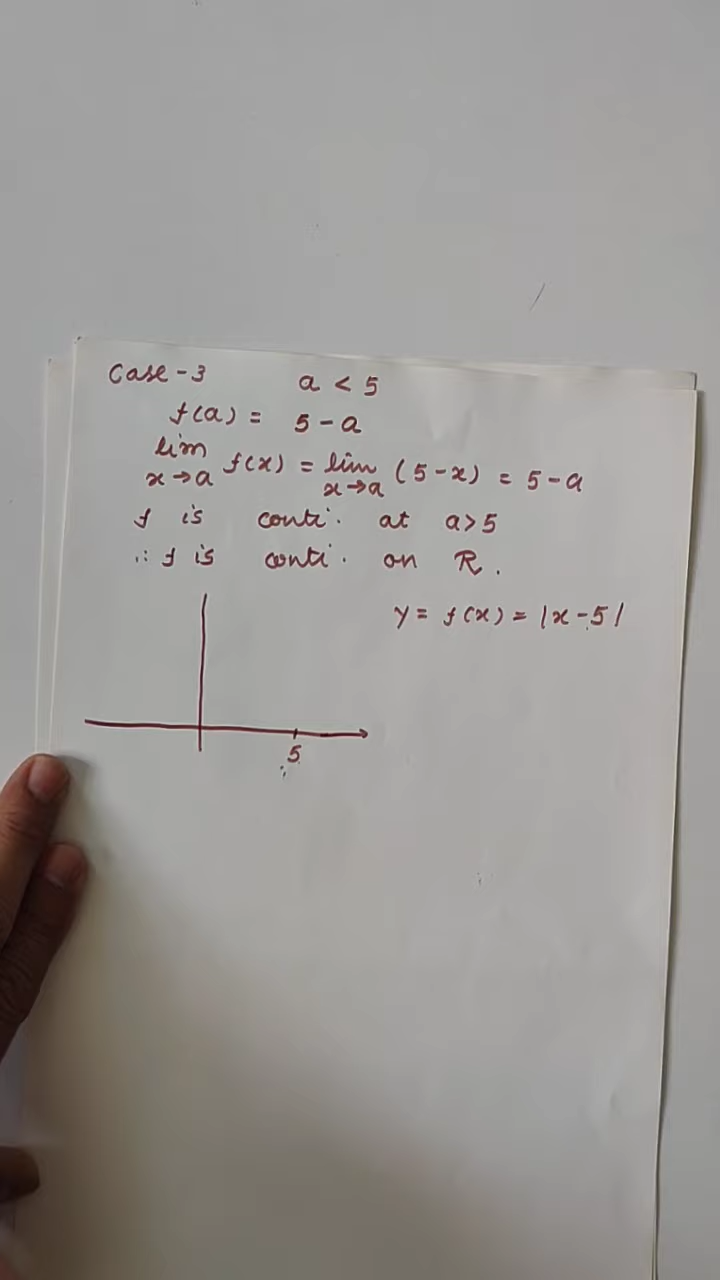 Case - 3 a < 5
f(a) = 5 - a
lim x→a f(x) = lim x→a (5 - x) = 5 - a
f is conti. at a > 5
∴ f is conti. on R.
y = f(x) = |x - 5|
5